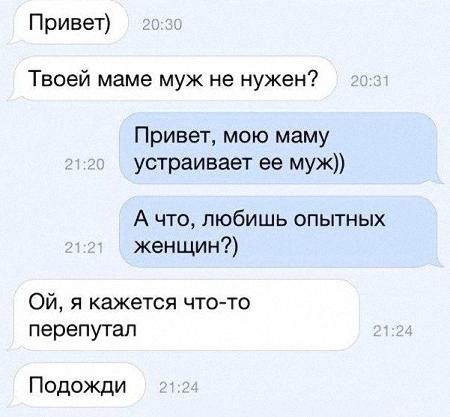 Привет)
20:30
Твоей маме муж не нужен?
20:31
Привет, мою маму
устраивает ее муж))
21:20
А что, любишь опытных
женщин?)
21:21
Ой, я кажется что-то
перепутал
21:24
Подожди
21:24